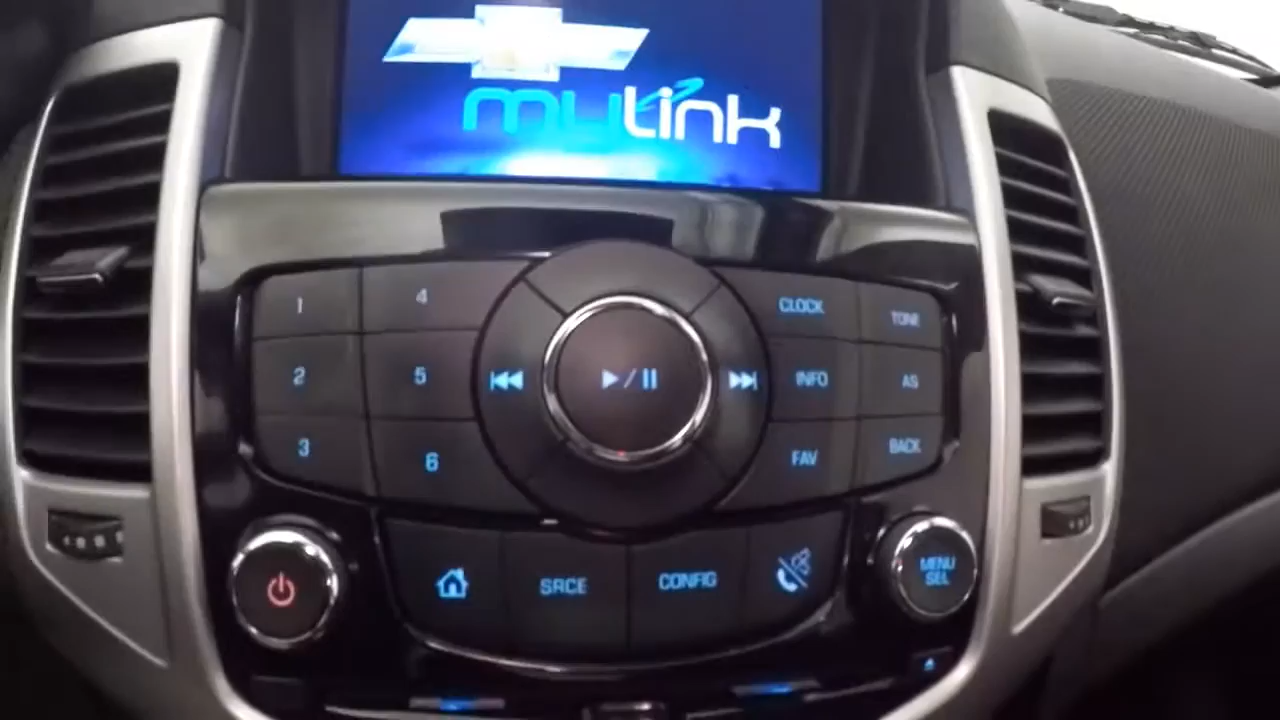 mylink
1
4
CLOCK
TONE
2
5
INFO
AS
3
6
FAV
BACK
SRCE
CONFIG
MENU
SEL